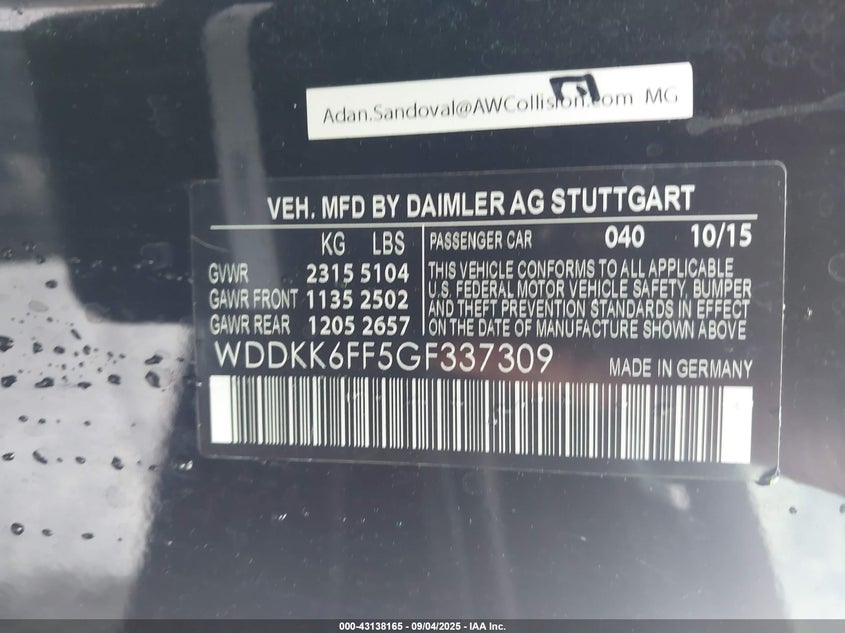 Adan.Sandoval@AWCollision.com MG
VEH. MFD BY DAIMLER AG STUTTGART
KG LBS
GVWR 2315 5104
GAWR FRONT 1135 2502
GAWR REAR 1205 2657
PASSENGER CAR 040 10/15
THIS VEHICLE CONFORMS TO ALL APPLICABLE
U.S. FEDERAL MOTOR VEHICLE SAFETY, BUMPER
AND THEFT PREVENTION STANDARDS IN EFFECT
ON THE DATE OF MANUFACTURE SHOWN ABOVE
WDDKK6FF5GF337309 MADE IN GERMANY
000-43138165 - 09/04/2025 - IAA Inc.